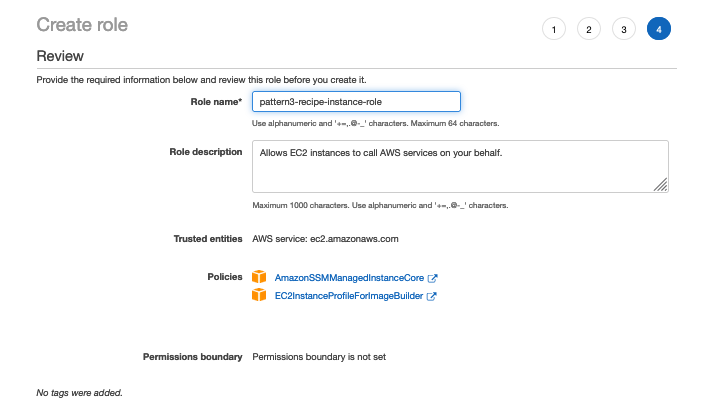 Create role
1 2 3 4
Review
Provide the required information below and review this role before you create it.
Role name* pattern3-recipe-instance-role
Use alphanumeric and '+=,.@-_' characters. Maximum 64 characters.
Role description Allows EC2 instances to call AWS services on your behalf.
Maximum 1000 characters. Use alphanumeric and '+=,.@-_' characters.
Trusted entities AWS service: ec2.amazonaws.com
Policies AmazonSSMManagedInstanceCore
EC2InstanceProfileForImageBuilder
Permissions boundary Permissions boundary is not set
No tags were added.